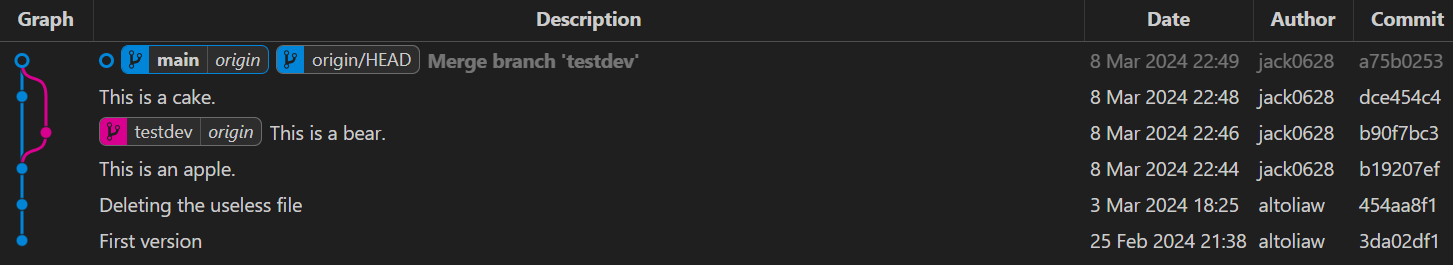 Graph Description Date Author Commit
main origin origin/HEAD Merge branch 'testdev' 8 Mar 2024 22:49 jack0628 a75b0253
This is a cake. 8 Mar 2024 22:48 jack0628 dce454c4
testdev origin This is a bear. 8 Mar 2024 22:46 jack0628 b90f7bc3
This is an apple. 8 Mar 2024 22:44 jack0628 b19207ef
Deleting the useless file 3 Mar 2024 18:25 altoliaw 454aa8f1
First version 25 Feb 2024 21:38 altoliaw 3da02df1